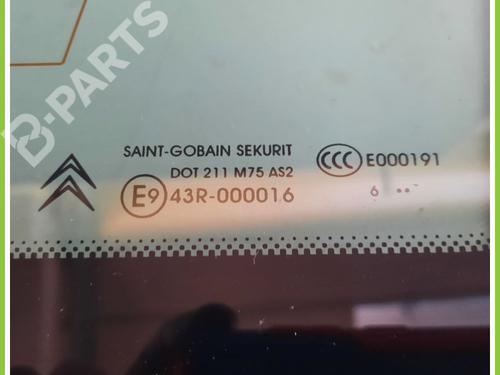 B-PARTS
SAINT-GOBAIN SEKURIT
DOT 211 M75 AS2
E9 43R-000016
CCC E000191
6 ..